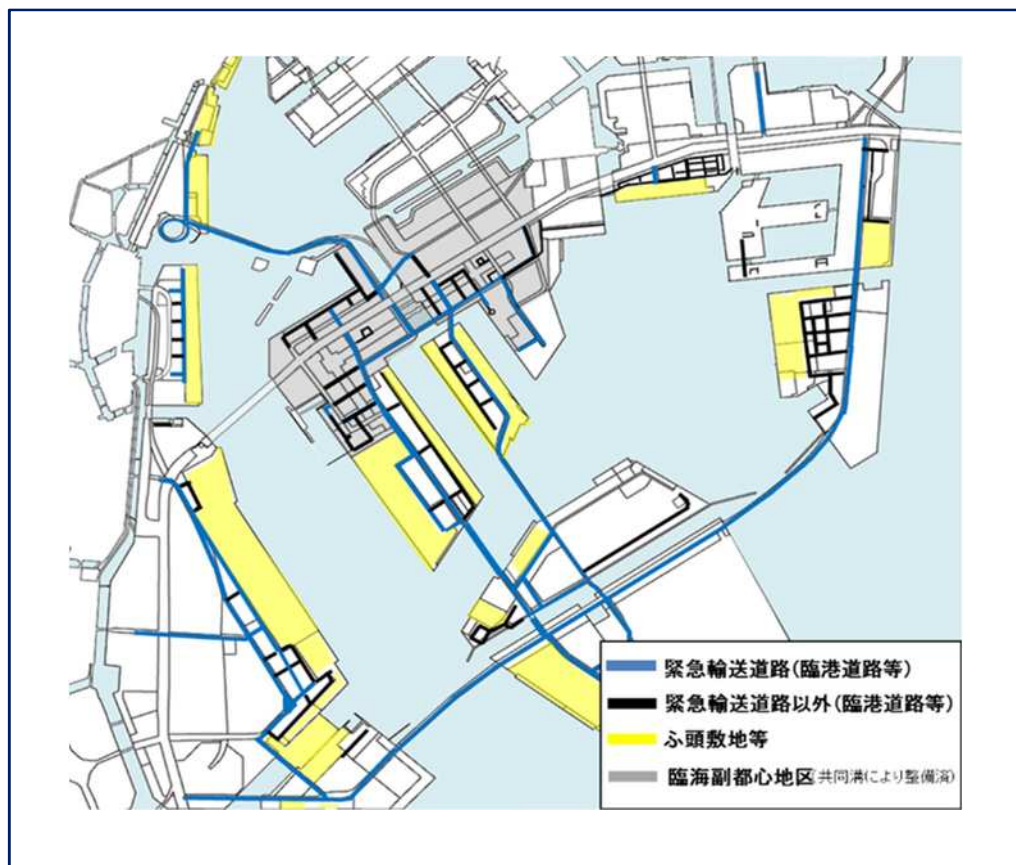 緊急輸送道路(臨港道路等)
緊急輸送道路以外(臨港道路等)
ふ頭敷地等
臨海副都心地区(共同溝により整備済)